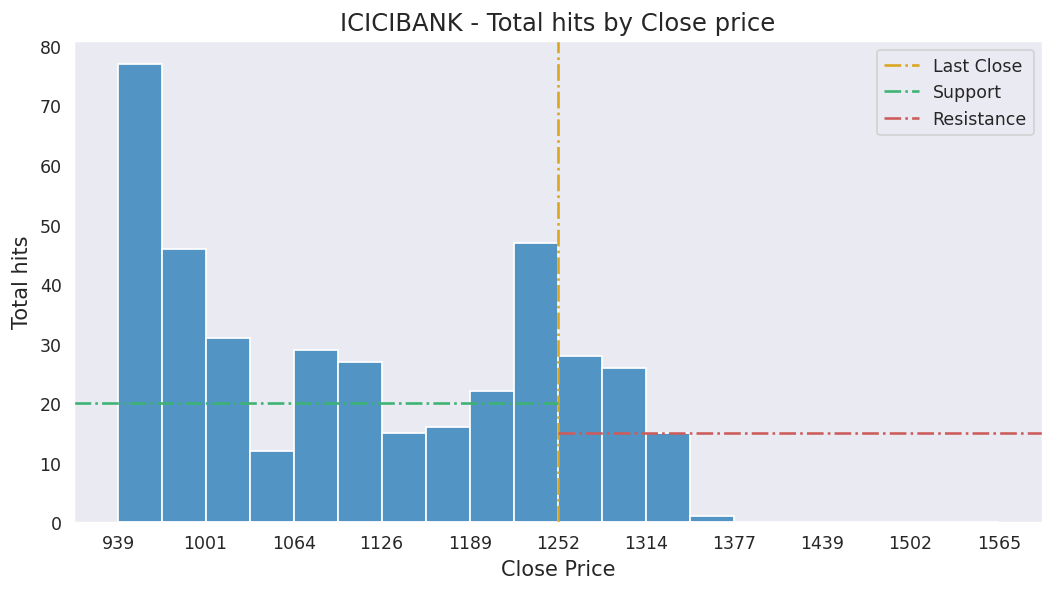 ICICIBANK - Total hits by Close price
Last Close
Support
Resistance
Total hits
80
70
60
50
40
30
20
10
0
939 1001 1064 1126 1189 1252 1314 1377 1439 1502 1565
Close Price